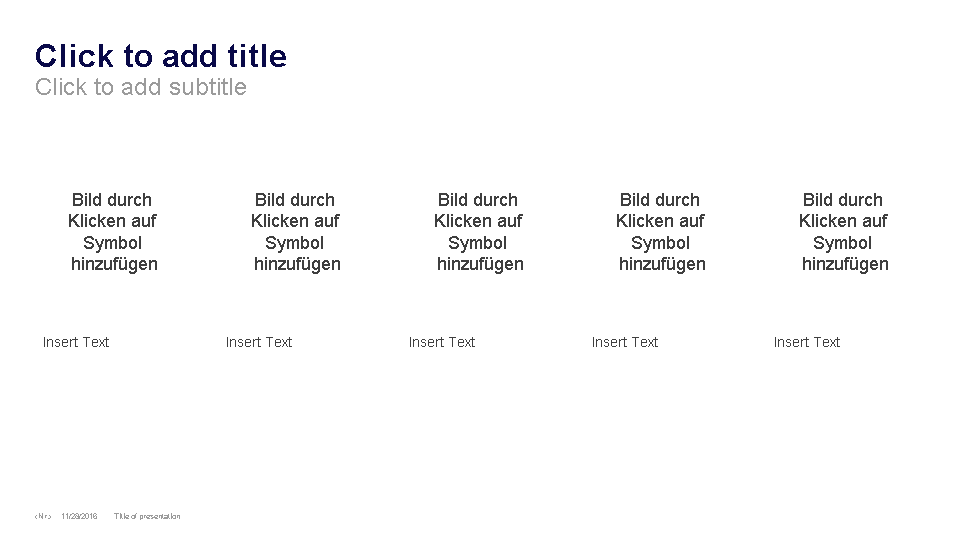 Click to add title
Click to add subtitle
Bild durch
Klicken auf
Symbol
hinzufügen
Bild durch
Klicken auf
Symbol
hinzufügen
Bild durch
Klicken auf
Symbol
hinzufügen
Bild durch
Klicken auf
Symbol
hinzufügen
Bild durch
Klicken auf
Symbol
hinzufügen
Insert Text
Insert Text
Insert Text
Insert Text
Insert Text
‹Nr.› 11/28/2016 Title of presentation